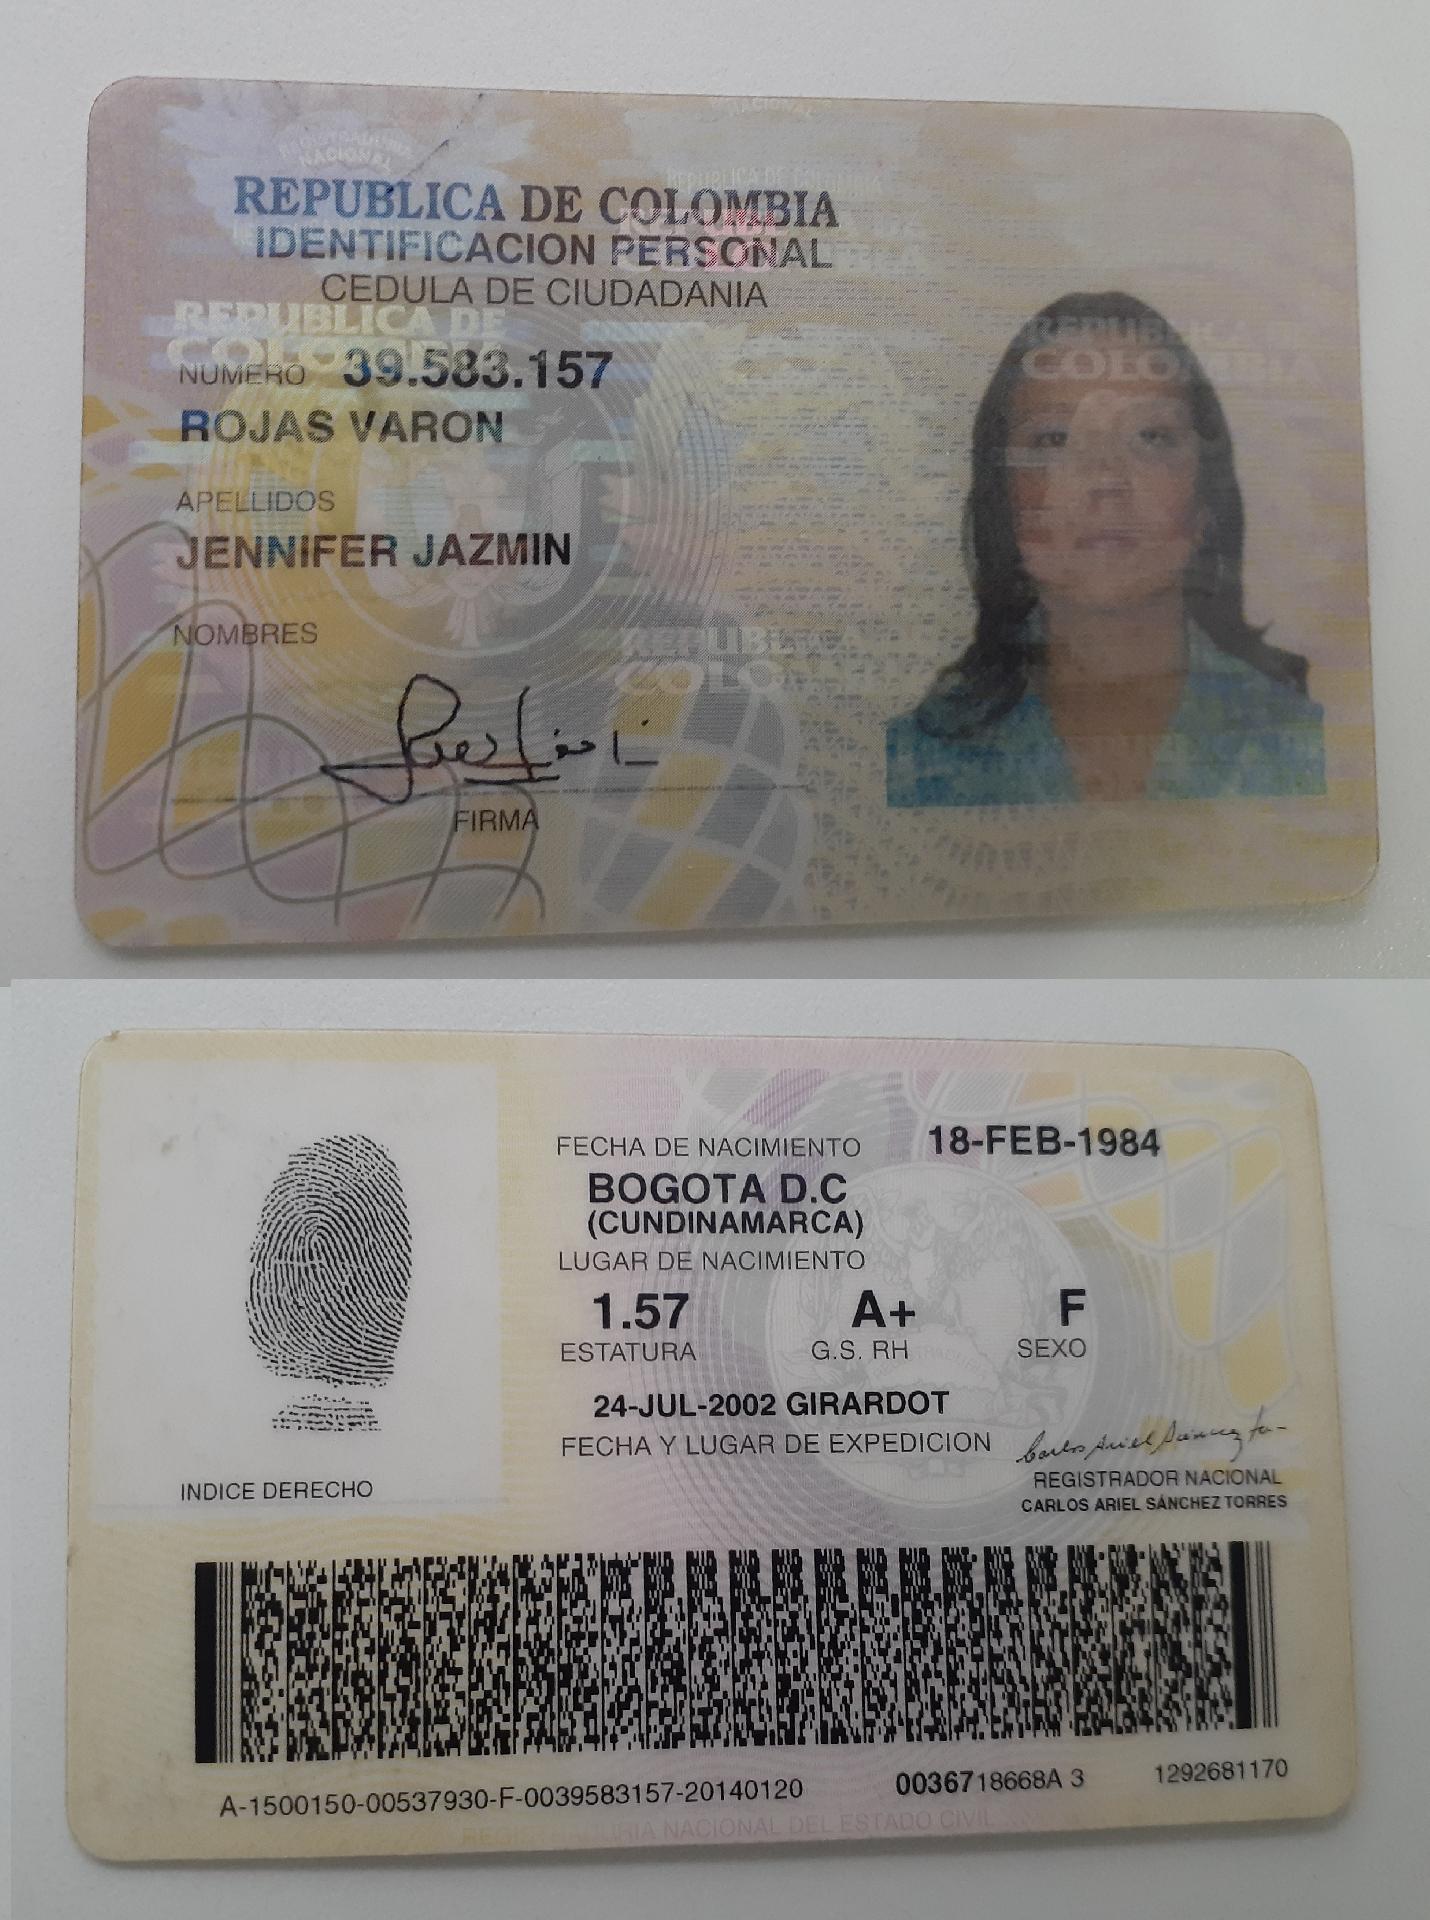 REPUBLICA DE COLOMBIA
IDENTIFICACION PERSONAL
CEDULA DE CIUDADANIA
NUMERO 39.583.157
ROJAS VARON
APELLIDOS
JENNIFER JAZMIN
NOMBRES
FIRMA
FECHA DE NACIMIENTO 18-FEB-1984
BOGOTA D.C
(CUNDINAMARCA)
LUGAR DE NACIMIENTO
1.57 A+ F
ESTATURA G.S. RH SEXO
24-JUL-2002 GIRARDOT
FECHA Y LUGAR DE EXPEDICION
REGISTRADOR NACIONAL
CARLOS ARIEL SÁNCHEZ TORRES
INDICE DERECHO
A-1500150-00537930-F-0039583157-20140120 0036718668A 3 1292681170
REGISTRADURIA NACIONAL DEL ESTADO CIVIL